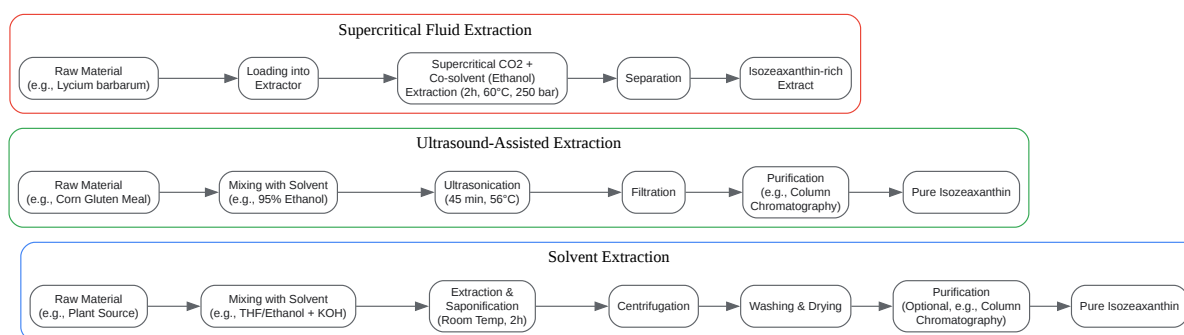 Supercritical Fluid Extraction
Raw Material
(e.g., Lycium barbarum)
Loading into
Extractor
Supercritical CO2 +
Co-solvent (Ethanol)
Extraction (2h, 60°C, 250 bar)
Separation
Isozeaxanthin-rich
Extract
Ultrasound-Assisted Extraction
Raw Material
(e.g., Corn Gluten Meal)
Mixing with Solvent
(e.g., 95% Ethanol)
Ultrasonication
(45 min, 56°C)
Filtration
Purification
(e.g., Column
Chromatography)
Pure Isozeaxanthin
Solvent Extraction
Raw Material
(e.g., Plant Source)
Mixing with Solvent
(e.g., THF/Ethanol + KOH)
Extraction &
Saponification
(Room Temp, 2h)
Centrifugation
Washing & Drying
Purification
(Optional, e.g., Column
Chromatography)
Pure Isozeaxanthin